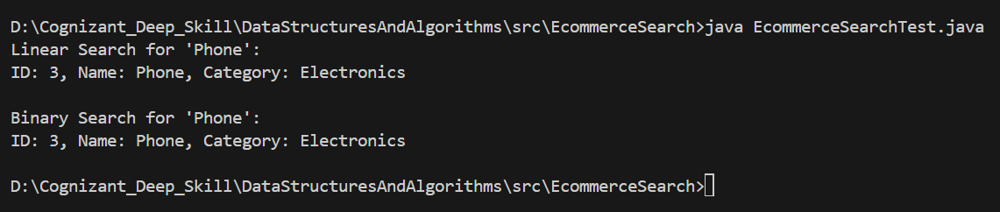 D:\Cognizant_Deep_Skill\DataStructuresAndAlgorithms\src\EcommerceSearch>java EcommerceSearchTest.java
Linear Search for 'Phone':
ID: 3, Name: Phone, Category: Electronics
Binary Search for 'Phone':
ID: 3, Name: Phone, Category: Electronics
D:\Cognizant_Deep_Skill\DataStructuresAndAlgorithms\src\EcommerceSearch>